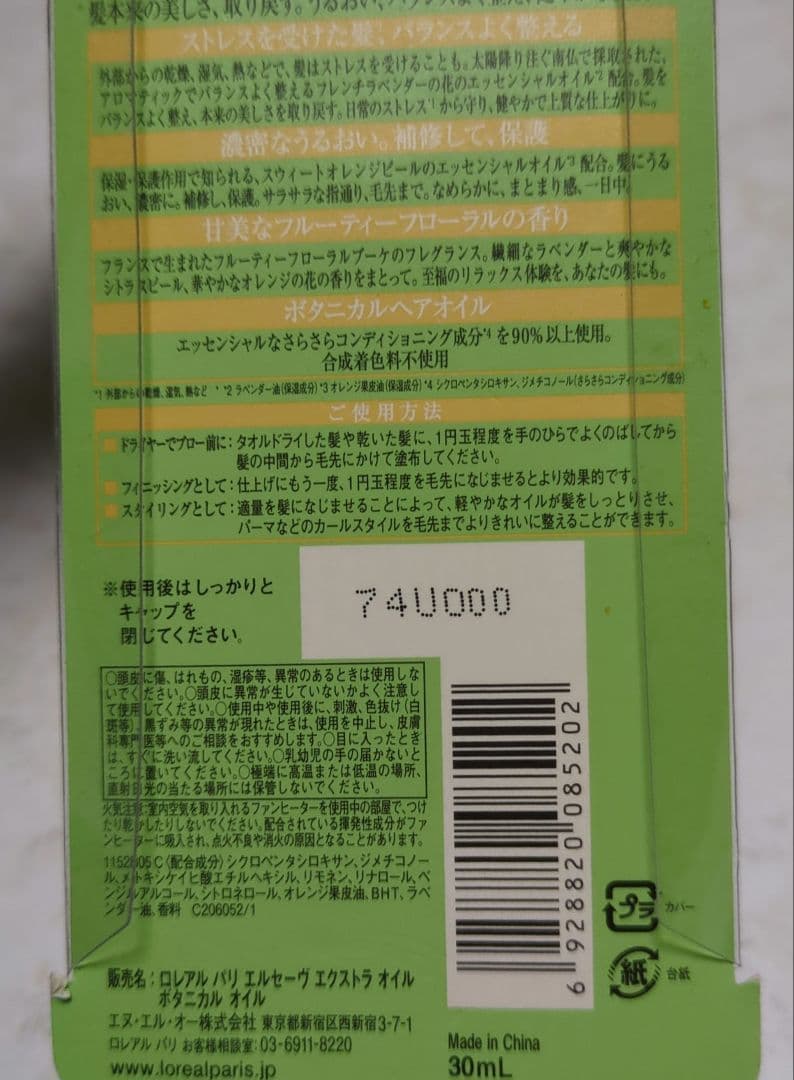 髪本来の美しさ、取り戻す。うるおい、バランスよく整え、
ストレスを受けた髪、バランスよく整える
外部からの乾燥、湿気、熱などで、髪はストレスを受けることも。太陽降り注ぐ南仏で採取された、
アロマティックでバランスよく整えるフレンチラベンダーの花のエッセンシャルオイル*2 配合。髪を
バランスよく整え、本来の美しさを取り戻す。日常のストレス*1から守り、健やかで上質な仕上がりに。
濃密なうるおい。補修して、保護
保湿・保護作用で知られる、スウィートオレンジピールのエッセンシャルオイル*3 配合。髪にうる
おい、濃密に。補修し、保護。サラサラな指通り、毛先まで。なめらかに、まとまり感、一日中。
甘美なフルーティーフローラルの香り
フランスで生まれたフルーティーフローラルブーケのフレグランス。繊細なラベンダーと爽やかな
シトラスピール、華やかなオレンジの花の香りをまとって。至福のリラックス体験を、あなたの髪にも。
ボタニカルヘアオイル
エッセンシャルなさらさらコンディショニング成分*4 を90%以上使用。
合成着色料不使用
*1 外部からの乾燥、湿気、熱など *2 ラベンダー油(保湿成分) *3 オレンジ果皮油(保湿成分) *4 シクロペンタシロキサン、ジメチコノール(さらさらコンディショニング成分)
ご使用方法
ドライヤーでブロー前に：タオルドライした髪や乾いた髪に、1円玉程度を手のひらでよくのばしてから
髪の中間から毛先にかけて塗布してください。
フィニッシングとして：仕上げにもう一度、1円玉程度を毛先になじませるとより効果的です。
スタイリングとして：適量を髪になじませることによって、軽やかなオイルが髪をしっとりさせ、
パーマなどのカールスタイルを毛先までよりきれいに整えることができます。
※使用後はしっかりと
キャップを
閉じてください。
74U000
○頭皮に傷、はれもの、湿疹等、異常のあるときは使用しな
いでください。○頭皮に異常が生じていないかよく注意し
て使用してください。○使用中や使用後に、刺激、色抜け(白
斑等)、黒ずみ等の異常が現れたときは、使用を中止し、皮膚
科専門医等へのご相談をおすすめします。○目に入ったとき
は、すぐに洗い流してください。○乳幼児の手の届かないと
ころに置いてください。○極端に高温または低温の場所、
直射日光の当たる場所には保管しないでください。
火気注意:室内空気を取り入れるファンヒーターを使用中の部屋で、つけ
たり乾かしたりしないでください。配合されている揮発性成分がファ
ンヒーターに吸入され、点火不良や消火の原因となることがあります。
1152805 C 〈配合成分〉シクロペンタシロキサン、ジメチコノー
ル、メトキシケイヒ酸エチルヘキシル、リモネン、リナロール、ベ
ンジルアルコール、シトロネロール、オレンジ果皮油、BHT、ラベ
ンダー油、香料 C206052/1
6 928820 085202
プラ カバー
紙 台紙
販売名：ロレアル パリ エルセーヴ エクストラ オイル
ボタニカル オイル
エヌ・エル・オー株式会社 東京都新宿区西新宿3-7-1
ロレアル パリ お客様相談室:03-6911-8220
www.lorealparis.jp
Made in China
30mL